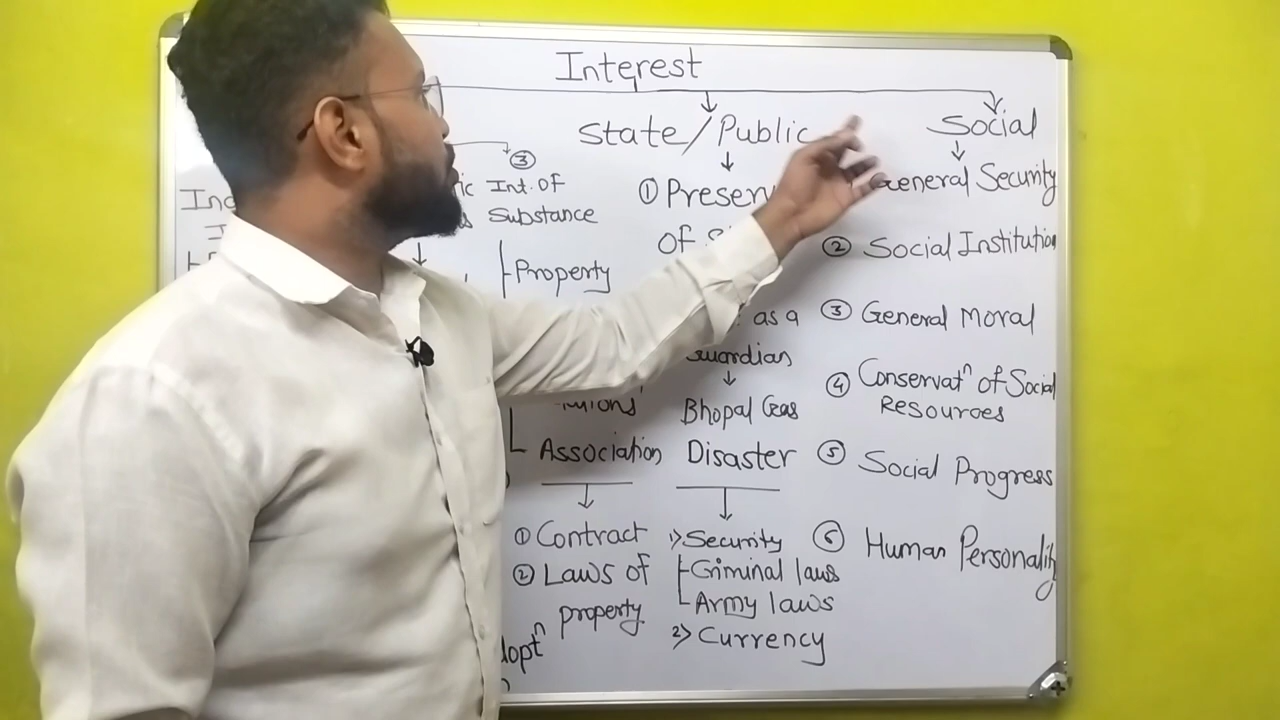 Interest
State/Public
Social
③
Int. of
Substance
Property
Association
① Contract
② Laws of
property
① Preserv
of S
as a
Guardian
Bhopal Gas
Disaster
1> Security
Criminal laws
Army laws
2> Currency
General Security
② Social Institution
③ General Moral
④ Conservatⁿ of Social
Resources
⑤ Social Progress
⑥ Human Personality